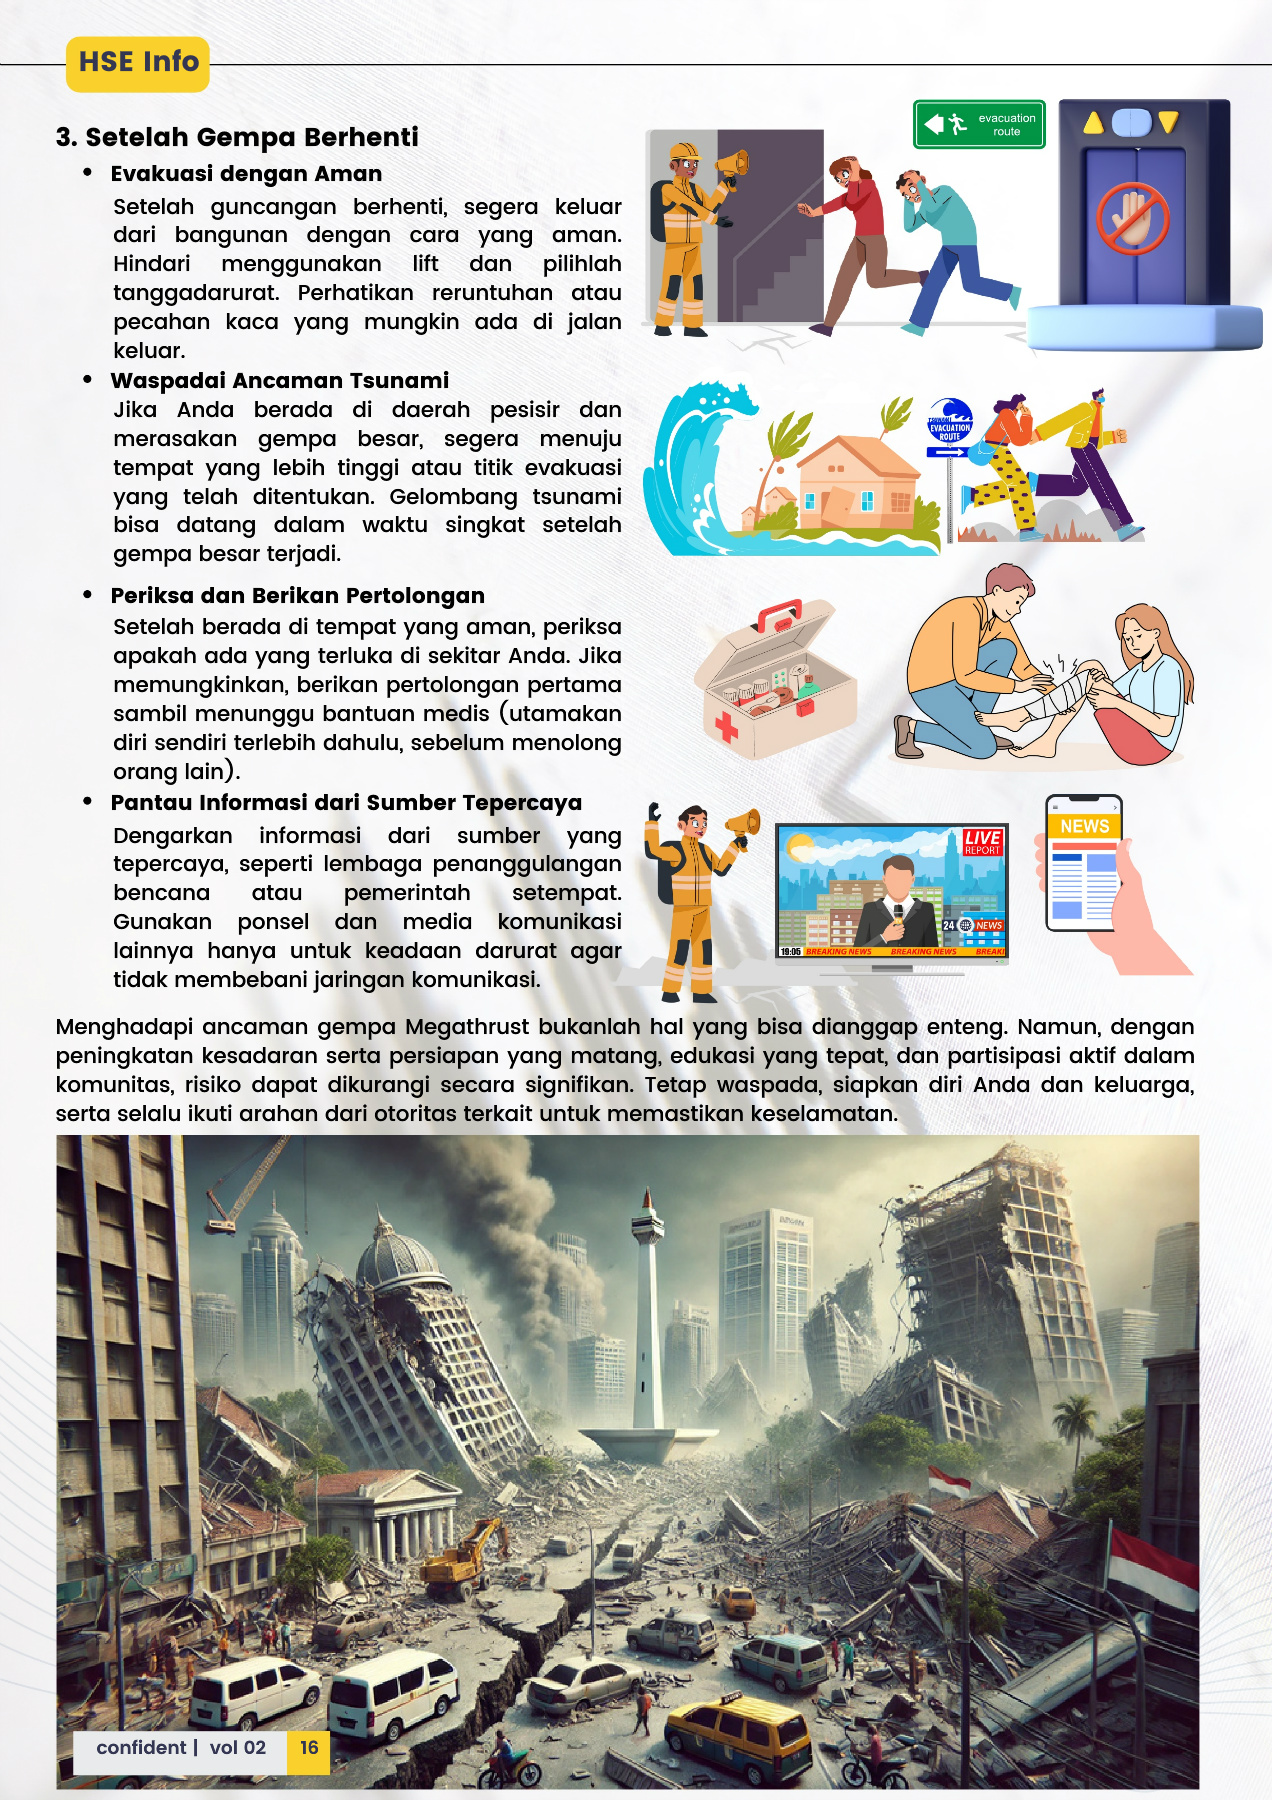 HSE Info
3. Setelah Gempa Berhenti
• Evakuasi dengan Aman
Setelah guncangan berhenti, segera keluar
dari bangunan dengan cara yang aman.
Hindari menggunakan lift dan pilihlah
tanggadarurat. Perhatikan reruntuhan atau
pecahan kaca yang mungkin ada di jalan
keluar.
evacuation
route
• Waspadai Ancaman Tsunami
Jika Anda berada di daerah pesisir dan
merasakan gempa besar, segera menuju
tempat yang lebih tinggi atau titik evakuasi
yang telah ditentukan. Gelombang tsunami
bisa datang dalam waktu singkat setelah
gempa besar terjadi.
TSUNAMI
EVACUATION
ROUTE
• Periksa dan Berikan Pertolongan
Setelah berada di tempat yang aman, periksa
apakah ada yang terluka di sekitar Anda. Jika
memungkinkan, berikan pertolongan pertama
sambil menunggu bantuan medis (utamakan
diri sendiri terlebih dahulu, sebelum menolong
orang lain).
• Pantau Informasi dari Sumber Tepercaya
Dengarkan informasi dari sumber yang
tepercaya, seperti lembaga penanggulangan
bencana atau pemerintah setempat.
Gunakan ponsel dan media komunikasi
lainnya hanya untuk keadaan darurat agar
tidak membebani jaringan komunikasi.
LIVE
REPORT
24 NEWS
19:05 BREAKING NEWS BREAKING NEWS BREAKI
NEWS
Menghadapi ancaman gempa Megathrust bukanlah hal yang bisa dianggap enteng. Namun, dengan
peningkatan kesadaran serta persiapan yang matang, edukasi yang tepat, dan partisipasi aktif dalam
komunitas, risiko dapat dikurangi secara signifikan. Tetap waspada, siapkan diri Anda dan keluarga,
serta selalu ikuti arahan dari otoritas terkait untuk memastikan keselamatan.
confident | vol 02 16